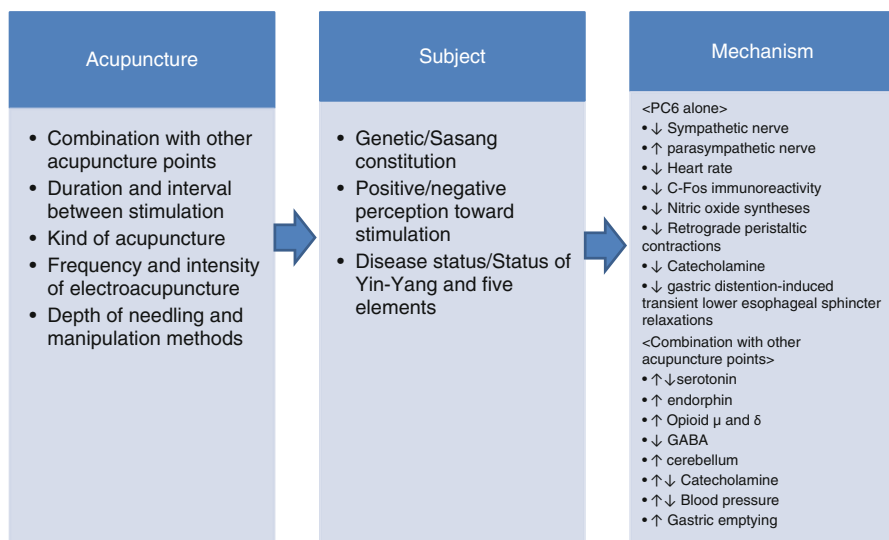 Acupuncture
• Combination with other
acupuncture points
• Duration and interval
between stimulation
• Kind of acupuncture
• Frequency and intensity
of electroacupuncture
• Depth of needling and
manipulation methods
Subject
• Genetic/Sasang
constitution
• Positive/negative
perception toward
stimulation
• Disease status/Status of
Yin-Yang and five
elements
Mechanism
<PC6 alone>
• ↓ Sympathetic nerve
• ↑ parasympathetic nerve
• ↓ Heart rate
• ↓ C-Fos immunoreactivity
• ↓ Nitric oxide syntheses
• ↓ Retrograde peristaltic
contractions
• ↓ Catecholamine
• ↓ gastric distention-induced
transient lower esophageal sphincter
relaxations
<Combination with other
acupuncture points>
• ↑↓serotonin
• ↑ endorphin
• ↑ Opioid μ and δ
• ↓ GABA
• ↑ cerebellum
• ↑↓ Catecholamine
• ↑↓ Blood pressure
• ↑ Gastric emptying